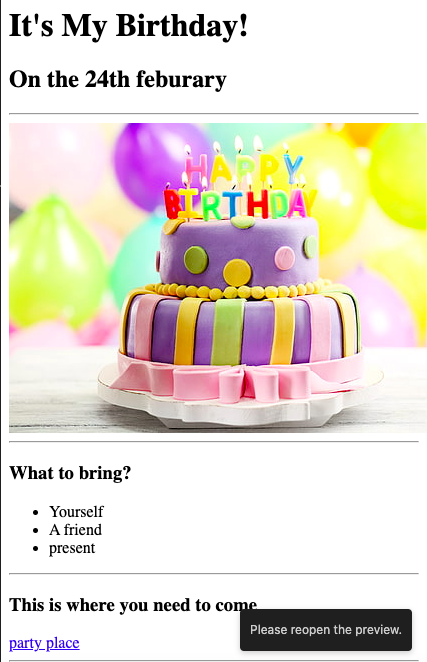 It's My Birthday!
On the 24th feburary
HAPPY
BIRTHDAY
What to bring?
Yourself
A friend
present
This is where you need to come
party place
Please reopen the preview.